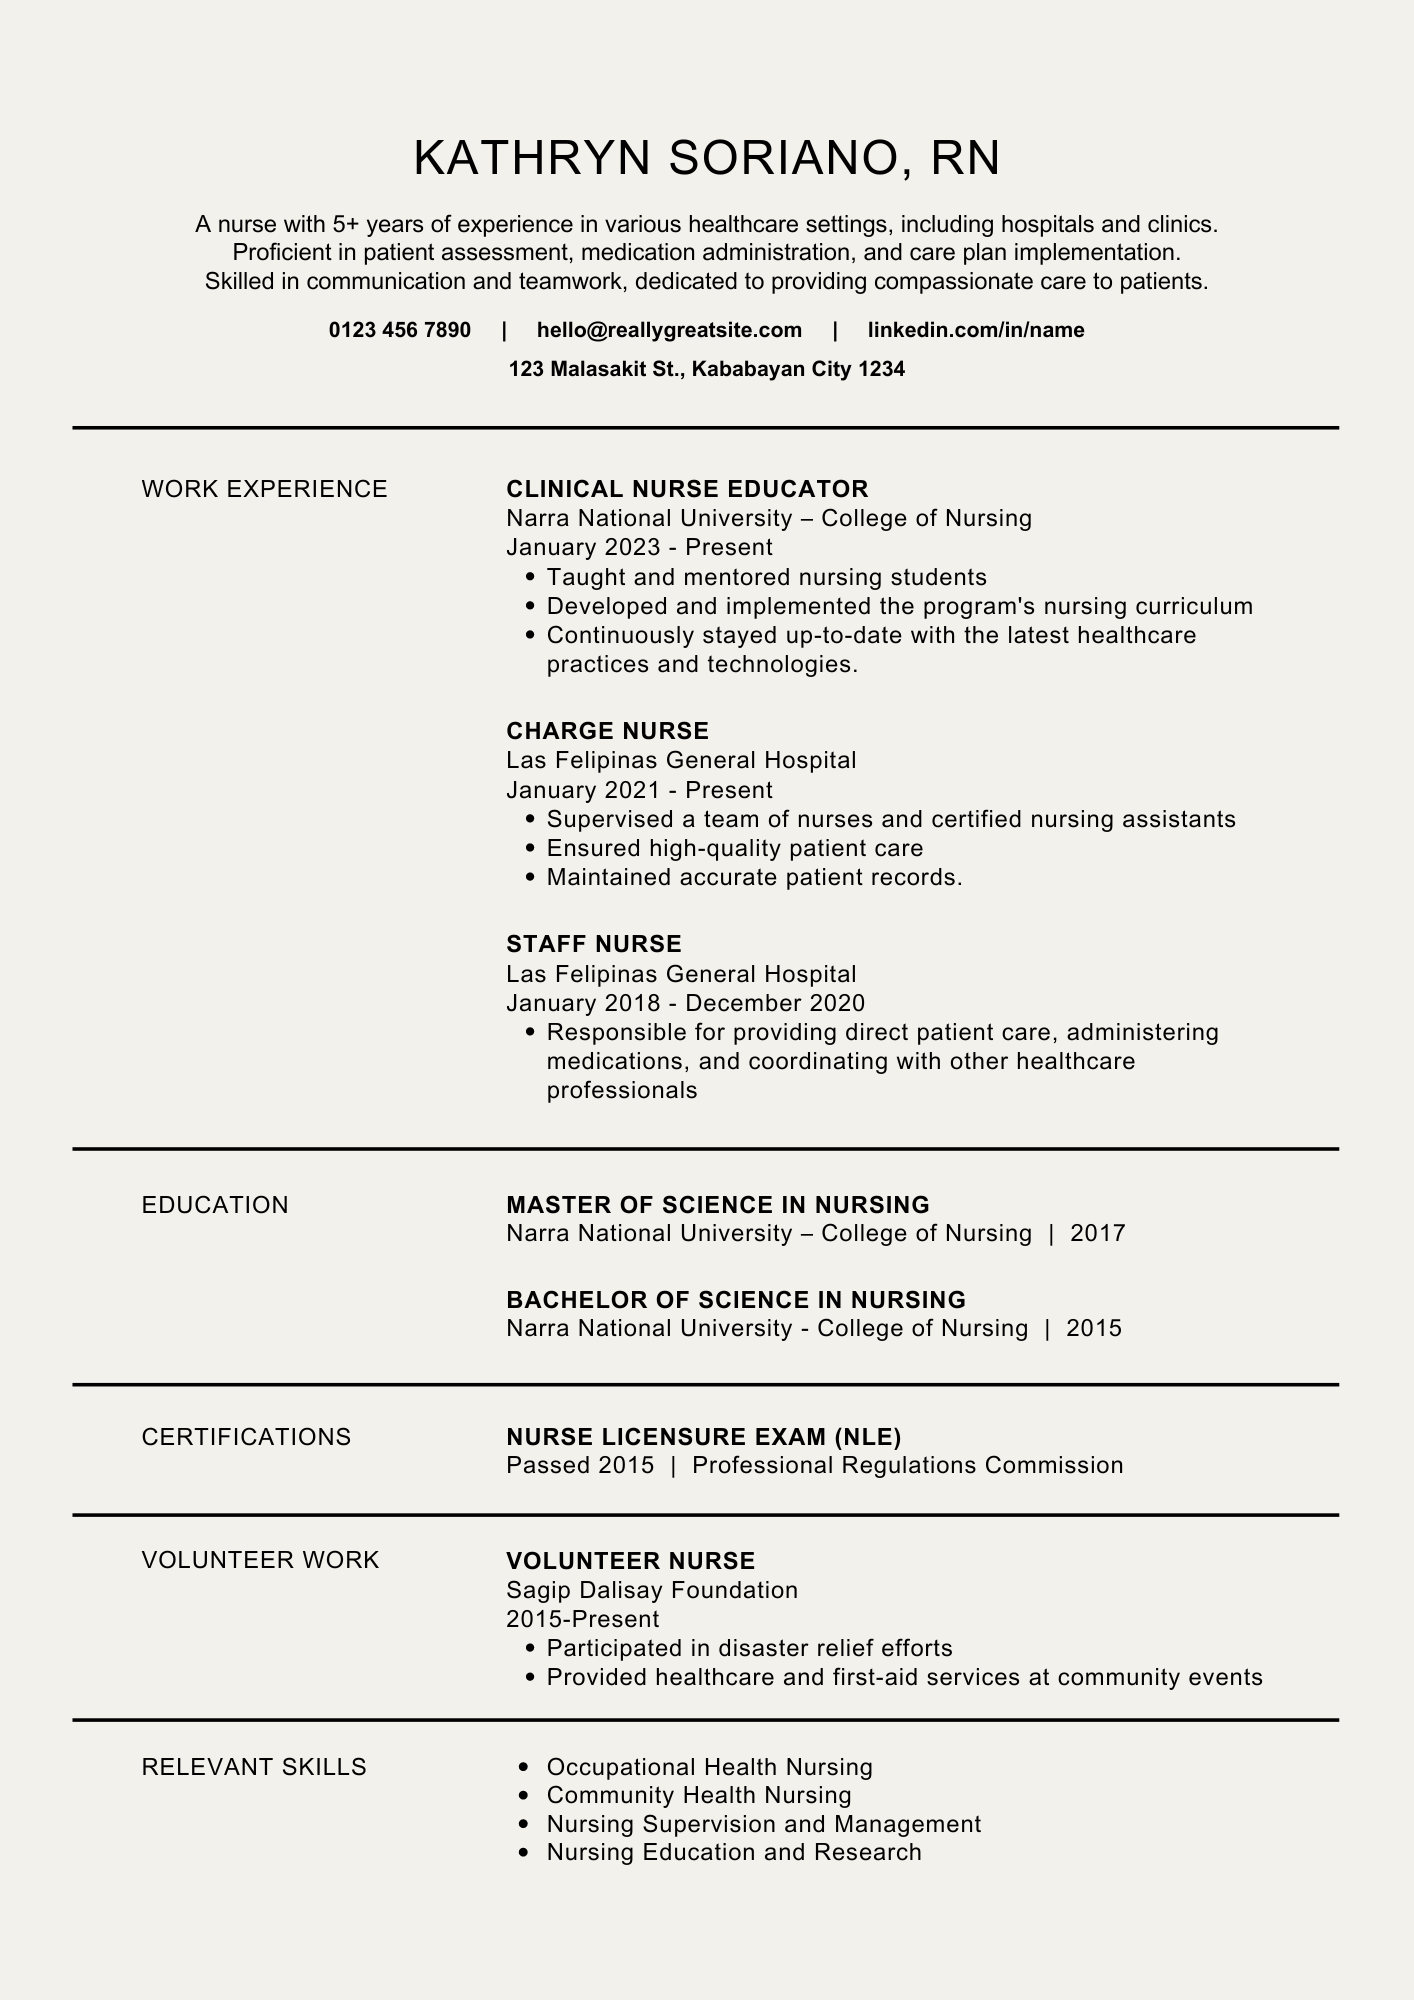 KATHRYN SORIANO, RN
A nurse with 5+ years of experience in various healthcare settings, including hospitals and clinics.
Proficient in patient assessment, medication administration, and care plan implementation.
Skilled in communication and teamwork, dedicated to providing compassionate care to patients.
0123 456 7890 | hello@reallygreatsite.com | linkedin.com/in/name
123 Malasakit St., Kababayan City 1234
WORK EXPERIENCE
CLINICAL NURSE EDUCATOR
Narra National University – College of Nursing
January 2023 - Present
• Taught and mentored nursing students
• Developed and implemented the program's nursing curriculum
• Continuously stayed up-to-date with the latest healthcare
practices and technologies.
CHARGE NURSE
Las Felipinas General Hospital
January 2021 - Present
• Supervised a team of nurses and certified nursing assistants
• Ensured high-quality patient care
• Maintained accurate patient records.
STAFF NURSE
Las Felipinas General Hospital
January 2018 - December 2020
• Responsible for providing direct patient care, administering
medications, and coordinating with other healthcare
professionals
EDUCATION
MASTER OF SCIENCE IN NURSING
Narra National University – College of Nursing | 2017
BACHELOR OF SCIENCE IN NURSING
Narra National University - College of Nursing | 2015
CERTIFICATIONS
NURSE LICENSURE EXAM (NLE)
Passed 2015 | Professional Regulations Commission
VOLUNTEER WORK
VOLUNTEER NURSE
Sagip Dalisay Foundation
2015-Present
• Participated in disaster relief efforts
• Provided healthcare and first-aid services at community events
RELEVANT SKILLS
• Occupational Health Nursing
• Community Health Nursing
• Nursing Supervision and Management
• Nursing Education and Research